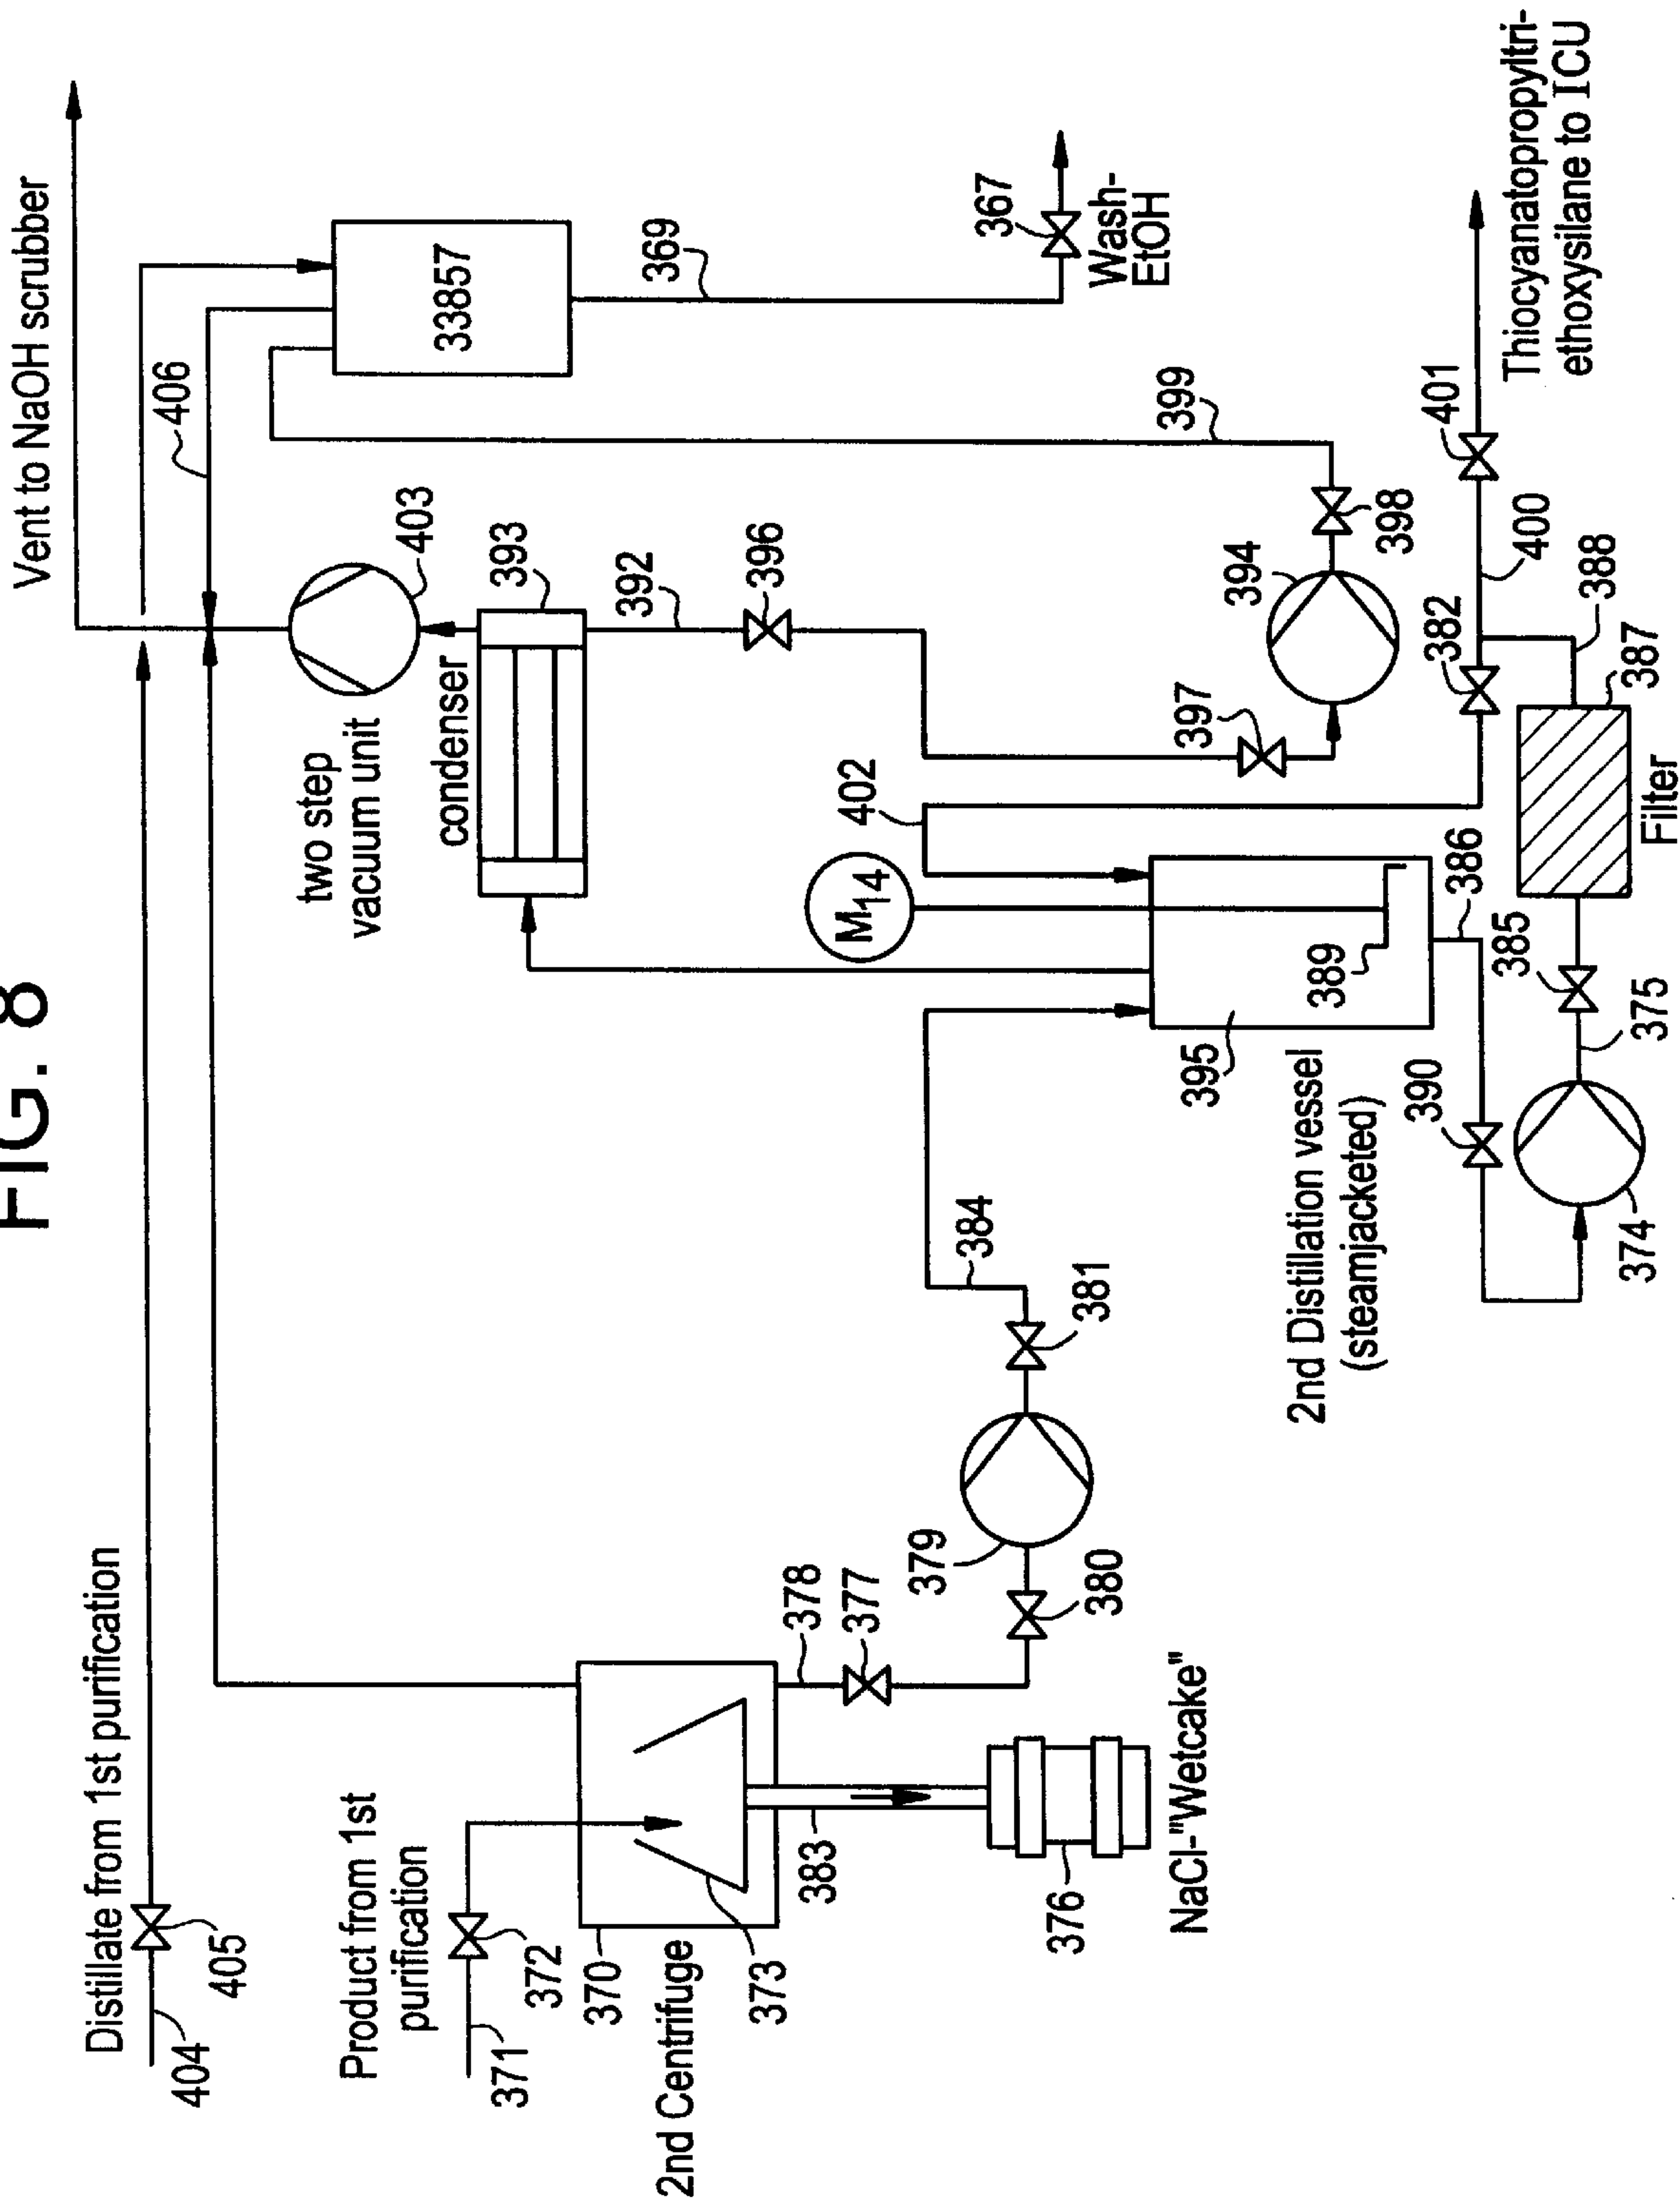 FIG. 8
Vent to NaOH scrubber
Distillate from 1st purification
404
405
406
33857
369
367
Wash-
EtOH
403
two step
vacuum unit
condenser
393
392
396
399
397
394
398
Product from 1st
purification
371
372
370
2nd Centrifuge
373
383
376
NaCl-"Wetcake"
378
377
379
380
381
384
M14
402
395
389
2nd Distillation vessel
(steamjacketed)
386
390
374
375
385
Filter
387
388
382
400
401
Thiocyanatopropyltri-
ethoxysilane to ICU